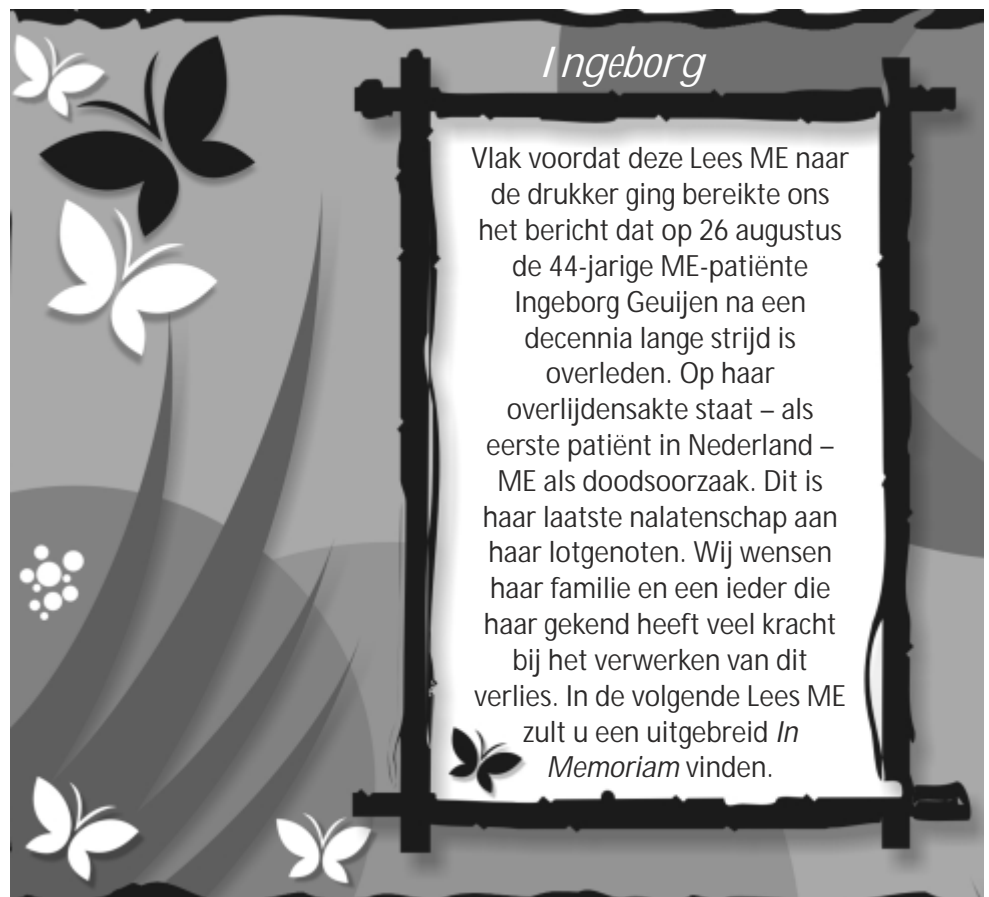 Ingeborg
Vlak voordat deze Lees ME naar
de drukker ging bereikte ons
het bericht dat op 26 augustus
de 44-jarige ME-patiënte
Ingeborg Geuijen na een
decennia lange strijd is
overleden. Op haar
overlijdensakte staat – als
eerste patiënt in Nederland –
ME als doodsoorzaak. Dit is
haar laatste nalatenschap aan
haar lotgenoten. Wij wensen
haar familie en een ieder die
haar gekend heeft veel kracht
bij het verwerken van dit
verlies. In de volgende Lees ME
zult u een uitgebreid In
Memoriam vinden.